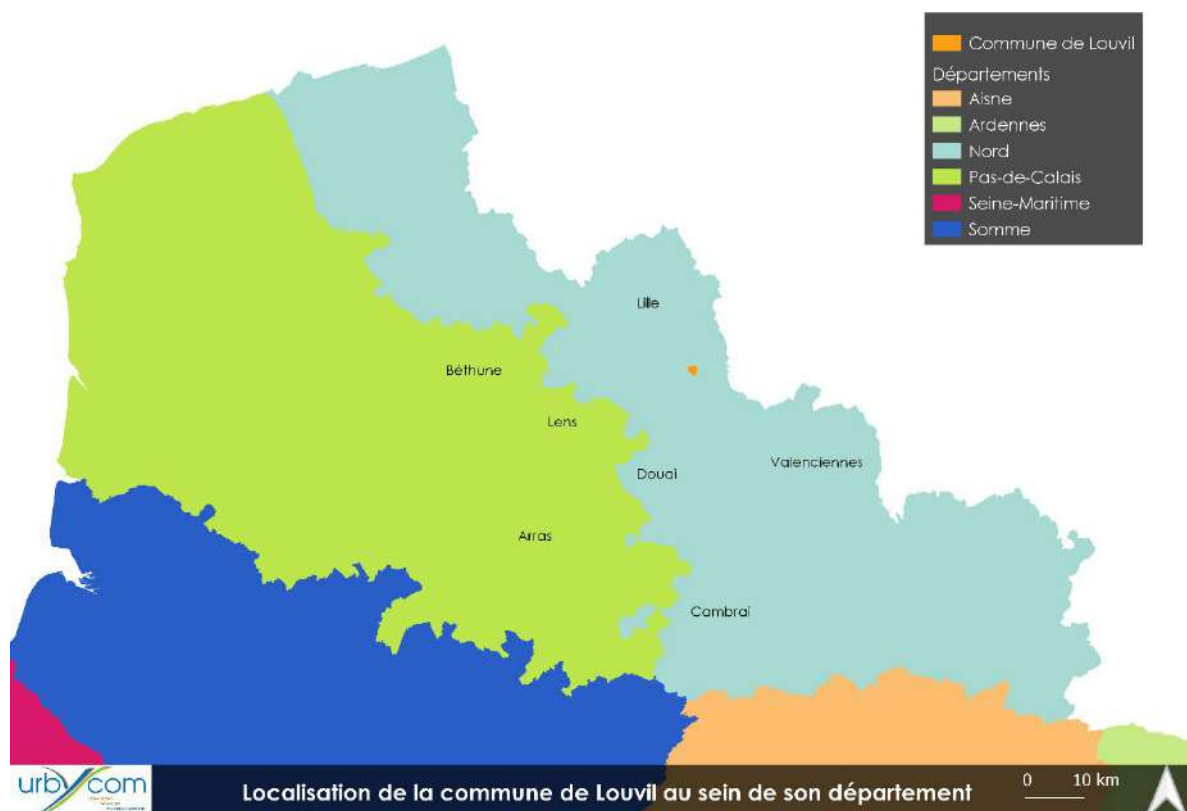 Commune de Louvil
Départements
Aisne
Ardennes
Nord
Pas-de-Calais
Seine-Maritime
Somme
Lille
Béthune
Lens
Valenciennes
Douai
Arras
Cambrai
urbycom
Localisation de la commune de Louvil au sein de son département
0 10 km